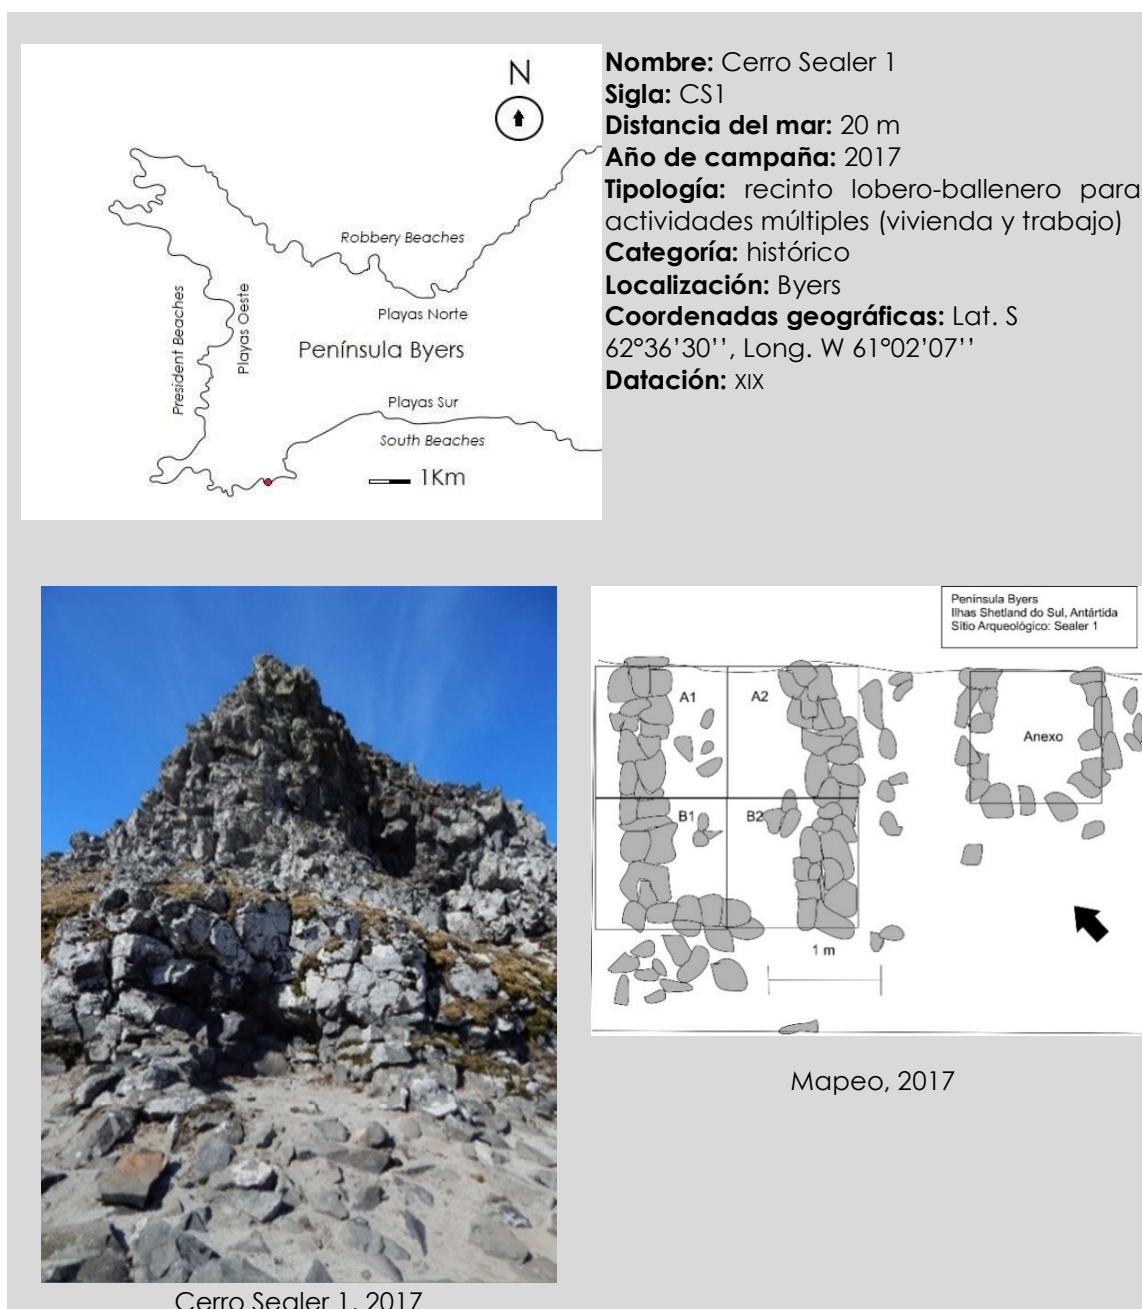 N
Robbery Beaches
Playas Norte
President Beaches
Playas Oeste
Península Byers
Playas Sur
South Beaches
1Km
Nombre: Cerro Sealer 1
Sigla: CS1
Distancia del mar: 20 m
Año de campaña: 2017
Tipología: recinto lobero-ballenero para
actividades múltiples (vivienda y trabajo)
Categoría: histórico
Localización: Byers
Coordenadas geográficas: Lat. S
62°36’30’’, Long. W 61°02’07’’
Datación: XIX
Península Byers
Ilhas Shetland do Sul, Antártida
Sítio Arqueológico: Sealer 1
A1
A2
Anexo
B1
B2
1 m
Mapeo, 2017
Cerro Sealer 1, 2017